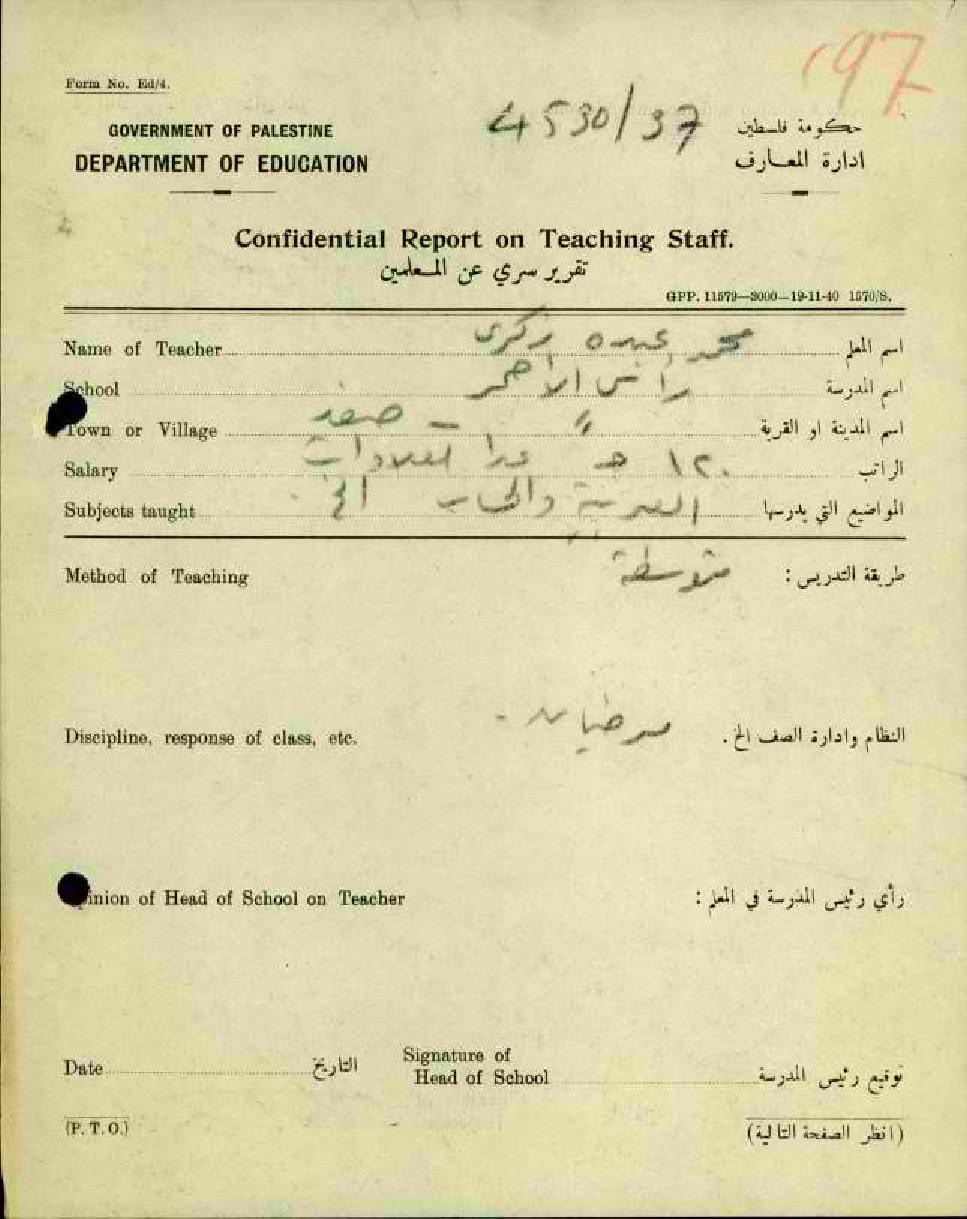 197
Form No. Ed/4.
4530/37
GOVERNMENT OF PALESTINE حكومة فلسطين
DEPARTMENT OF EDUCATION ادارة المعارف
Confidential Report on Teaching Staff.
تقرير سري عن المعلمين
GPP. 11579—3000—19-11-40 1570/S.
Name of Teacher محمد عبده زكرى اسم المعلم
School راس الاحمر اسم المدرسة
Town or Village " – صفد اسم المدينة او القرية
Salary ١٢٠ ج عدا العلاوات الراتب
Subjects taught العربية والحساب الخ. المواضيع التي يدرسها
Method of Teaching متوسطة طريقة التدريس :
Discipline, response of class, etc. مرضيان - النظام وادارة الصف الخ .
inion of Head of School on Teacher رأي رئيس المدرسة في المعلم :
Date التاريخ Signature of
Head of School توقيع رئيس المدرسة
(P. T. O.) (انظر الصفحة التالية)